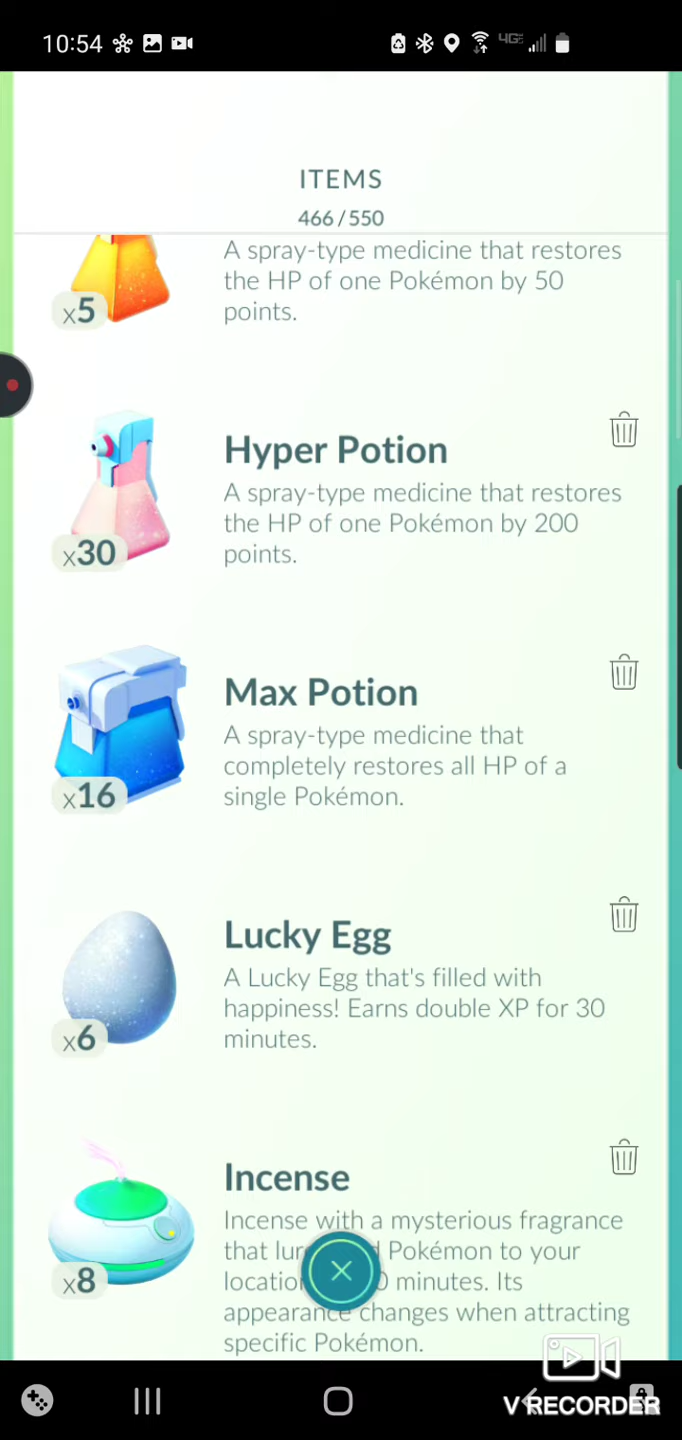 10:54
4GE
ITEMS
466/550
A spray-type medicine that restores
the HP of one Pokémon by 50
points.
x5
Hyper Potion
A spray-type medicine that restores
the HP of one Pokémon by 200
points.
x30
Max Potion
A spray-type medicine that
completely restores all HP of a
single Pokémon.
x16
Lucky Egg
A Lucky Egg that's filled with
happiness! Earns double XP for 30
minutes.
x6
Incense
Incense with a mysterious fragrance
that Pokémon to your
0 minutes. Its
appearance changes when attracting
specific Pokémon.
x8
V RECORDER